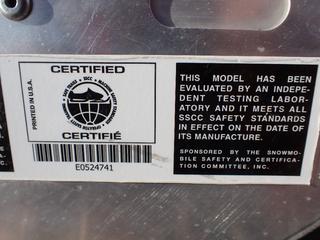 CERTIFIED
SSCC
PRINTED IN U.S.A.
CERTIFIÉ
E0524741
THIS MODEL HAS BEEN
EVALUATED BY AN INDEPE-
DENT TESTING LABOR-
ATORY AND IT MEETS ALL
SSCC SAFETY STANDARDS
IN EFFECT ON THE DATE OF
ITS MANUFACTURE.
SPONSORED BY THE SNOWMO-
BILE SAFETY AND CERTIFICA-
TION COMMITTEE, INC.